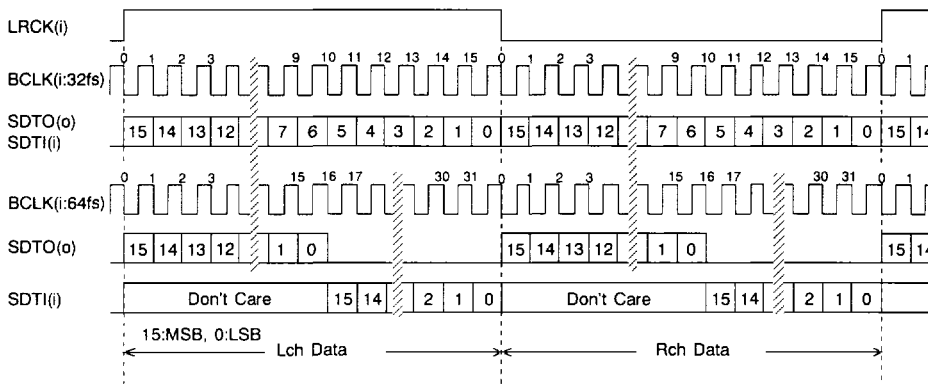 LRCK(i)
0 1 2 3 9 10 11 12 13 14 15 0 1 2 3 9 10 11 12 13 14 15 0 1
BCLK(i:32fs)
SDTO(o)
SDTI(i)
15 14 13 12 7 6 5 4 3 2 1 0 15 14 13 12 7 6 5 4 3 2 1 0 15 14
0 1 2 3 15 16 17 30 31 0 1 2 3 15 16 17 30 31 0 1
BCLK(i:64fs)
SDTO(o) 15 14 13 12 1 0 15 14 13 12 1 0 15 14
SDTI(i) Don't Care 15 14 2 1 0 Don't Care 15 14 2 1 0
15:MSB, 0:LSB
Lch Data Rch Data